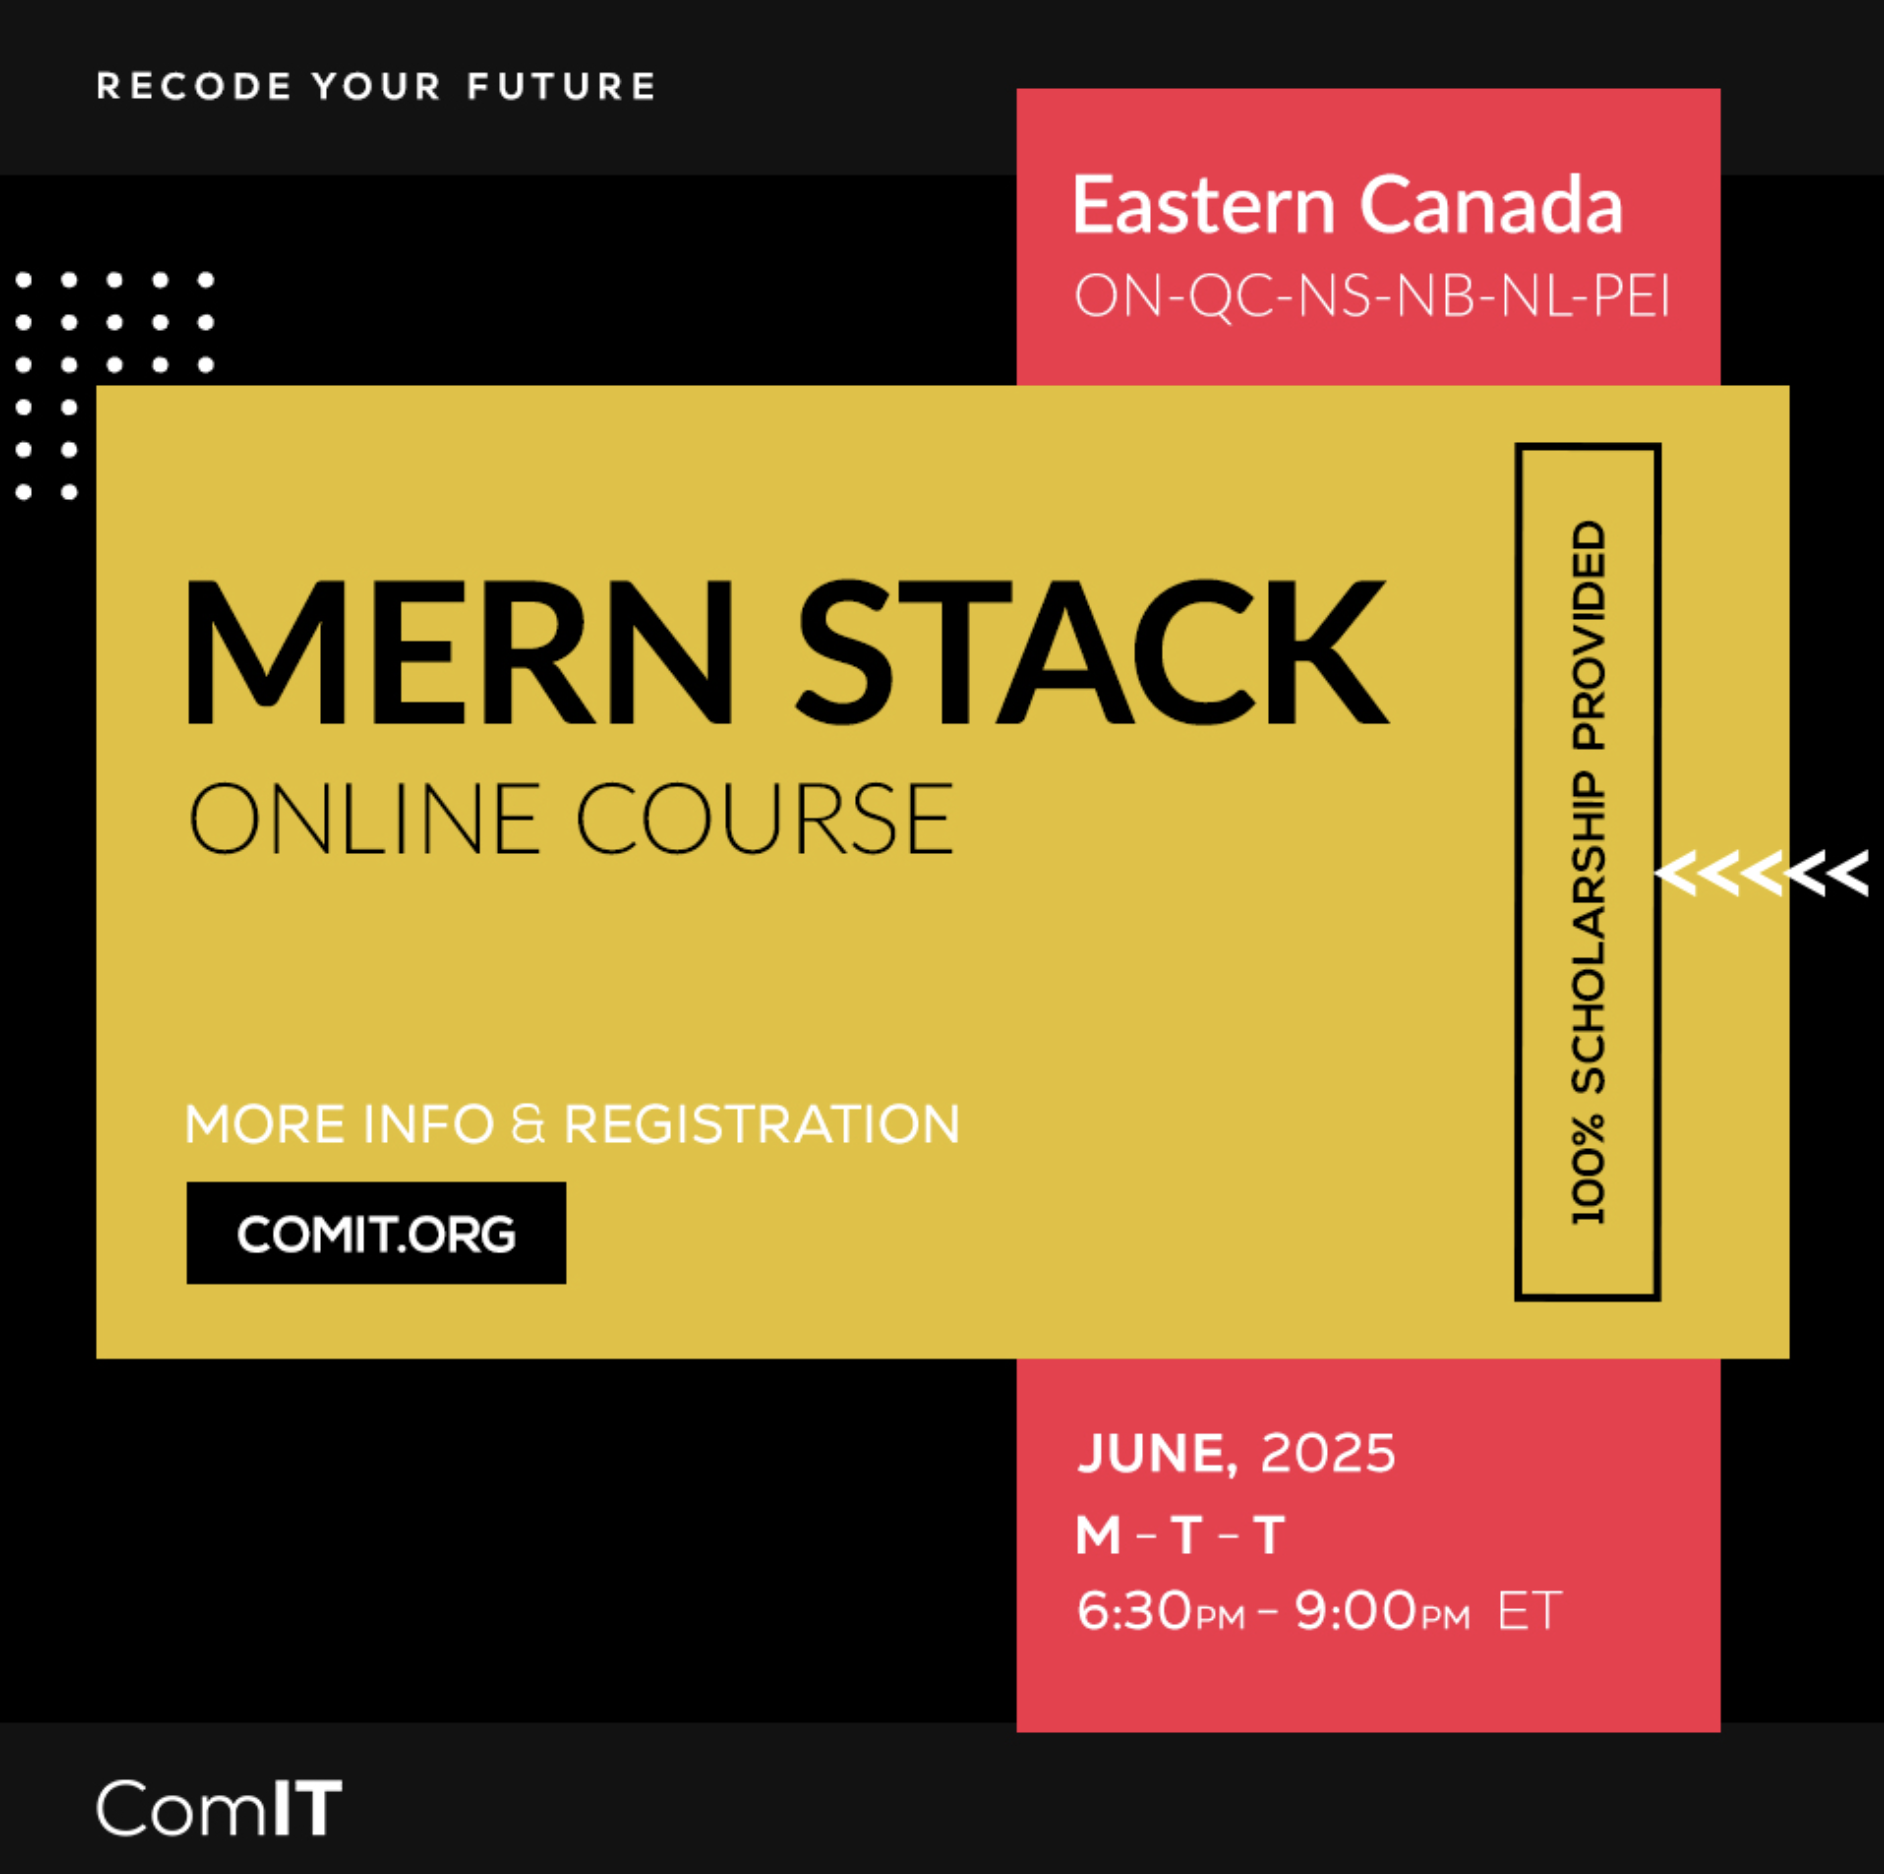 RECODE YOUR FUTURE
Eastern Canada
ON-QC-NS-NB-NL-PEI
MERN STACK
ONLINE COURSE
100% SCHOLARSHIP PROVIDED
MORE INFO & REGISTRATION
COMIT.ORG
JUNE, 2025
M - T - T
6:30PM - 9:00PM ET
ComIT